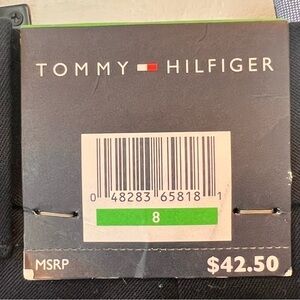 TOMMY HILFIGER
0 48283 65818 1
8
MSRP $42.50